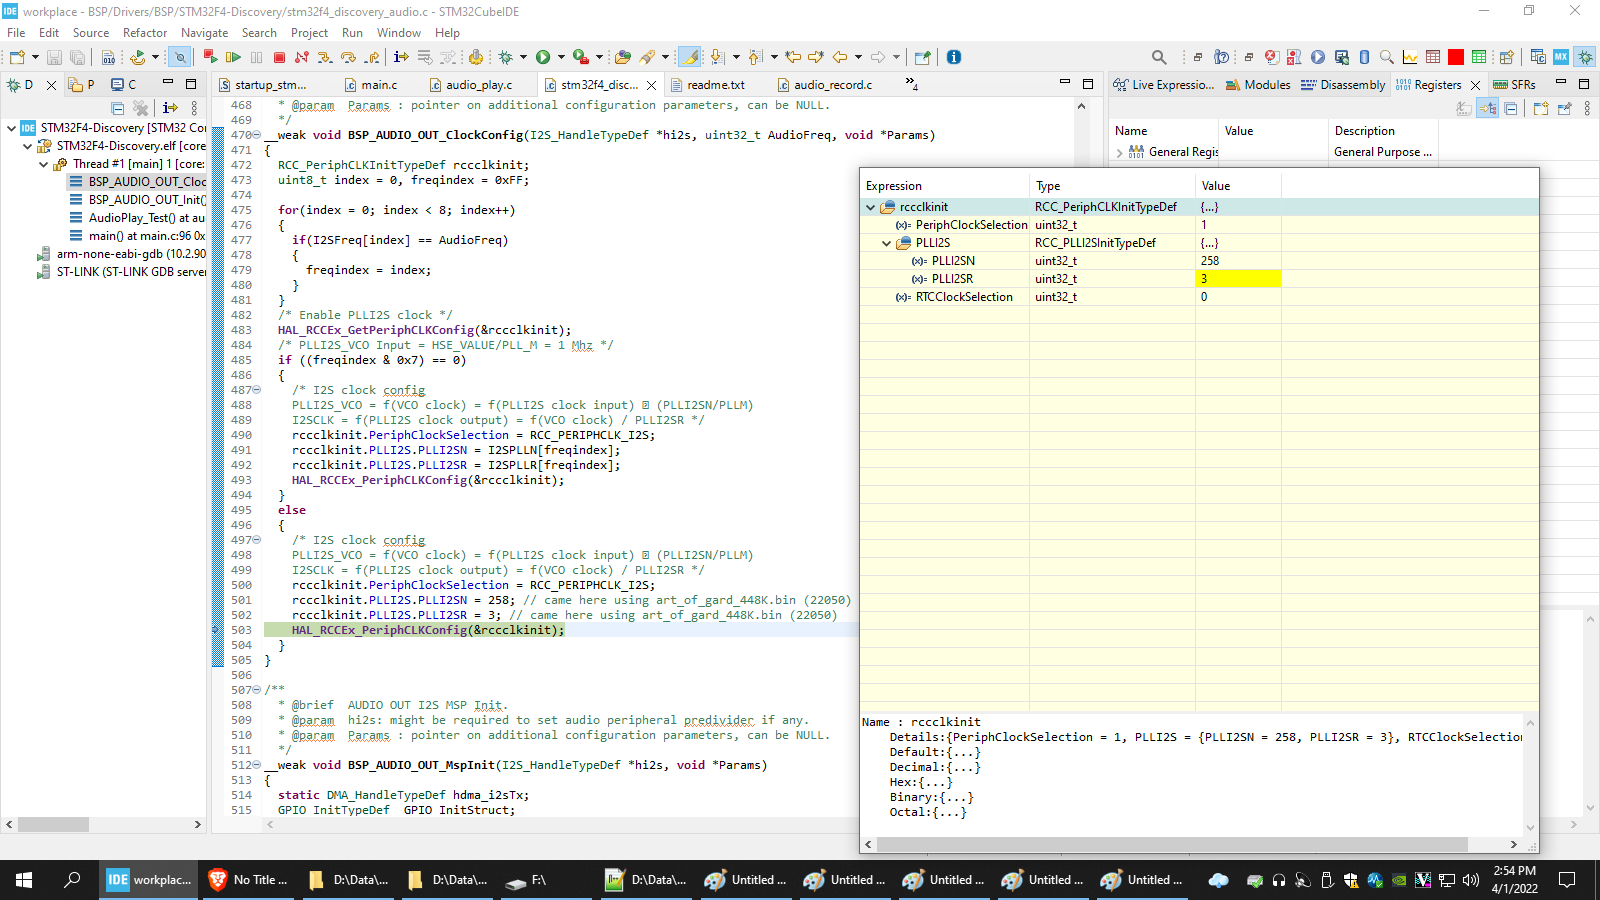 IDE workplace - BSP/Drivers/BSP/STM32F4-Discovery/stm32f4_discovery_audio.c - STM32CubeIDE
File Edit Source Refactor Navigate Search Project Run Window Help
D P C
startup_stm... main.c audio_play.c stm32f4_disc... readme.txt audio_record.c »4
Live Expressio... Modules Disassembly Registers SFRs
STM32F4-Discovery [STM32 Cor
STM32F4-Discovery.elf [core
Thread #1 [main] 1 [core:
BSP_AUDIO_OUT_Cloc
BSP_AUDIO_OUT_Init()
AudioPlay_Test() at au
main() at main.c:96 0x
arm-none-eabi-gdb (10.2.90
ST-LINK (ST-LINK GDB server
468 * @param Params : pointer on additional configuration parameters, can be NULL.
469 */
470 __weak void BSP_AUDIO_OUT_ClockConfig(I2S_HandleTypeDef *hi2s, uint32_t AudioFreq, void *Params)
471 {
472 RCC_PeriphCLKInitTypeDef rccclkinit;
473 uint8_t index = 0, freqindex = 0xFF;
474
475 for(index = 0; index < 8; index++)
476 {
477 if(I2SFreq[index] == AudioFreq)
478 {
479 freqindex = index;
480 }
481 }
482 /* Enable PLLI2S clock */
483 HAL_RCCEx_GetPeriphCLKConfig(&rccclkinit);
484 /* PLLI2S_VCO Input = HSE_VALUE/PLL_M = 1 Mhz */
485 if ((freqindex & 0x7) == 0)
486 {
487 /* I2S clock config
488 PLLI2S_VCO = f(VCO clock) = f(PLLI2S clock input) � (PLLI2SN/PLLM)
489 I2SCLK = f(PLLI2S clock output) = f(VCO clock) / PLLI2SR */
490 rccclkinit.PeriphClockSelection = RCC_PERIPHCLK_I2S;
491 rccclkinit.PLLI2S.PLLI2SN = I2SPLLN[freqindex];
492 rccclkinit.PLLI2S.PLLI2SR = I2SPLLR[freqindex];
493 HAL_RCCEx_PeriphCLKConfig(&rccclkinit);
494 }
495 else
496 {
497 /* I2S clock config
498 PLLI2S_VCO = f(VCO clock) = f(PLLI2S clock input) � (PLLI2SN/PLLM)
499 I2SCLK = f(PLLI2S clock output) = f(VCO clock) / PLLI2SR */
500 rccclkinit.PeriphClockSelection = RCC_PERIPHCLK_I2S;
501 rccclkinit.PLLI2S.PLLI2SN = 258; // came here using art_of_gard_448K.bin (22050)
502 rccclkinit.PLLI2S.PLLI2SR = 3; // came here using art_of_gard_448K.bin (22050)
503 HAL_RCCEx_PeriphCLKConfig(&rccclkinit);
504 }
505 }
506
507 /**
508 * @brief AUDIO OUT I2S MSP Init.
509 * @param hi2s: might be required to set audio peripheral predivider if any.
510 * @param Params : pointer on additional configuration parameters, can be NULL.
511 */
512 __weak void BSP_AUDIO_OUT_MspInit(I2S_HandleTypeDef *hi2s, void *Params)
513 {
514 static DMA_HandleTypeDef hdma_i2sTx;
515 GPIO_InitTypeDef GPIO_InitStruct;
Name Value Description
General Regis General Purpose ...
Expression Type Value
rccclkinit RCC_PeriphCLKInitTypeDef {...}
(x)= PeriphClockSelection uint32_t 1
PLLI2S RCC_PLLI2SInitTypeDef {...}
(x)= PLLI2SN uint32_t 258
(x)= PLLI2SR uint32_t 3
(x)= RTCClockSelection uint32_t 0
Name : rccclkinit
Details:{PeriphClockSelection = 1, PLLI2S = {PLLI2SN = 258, PLLI2SR = 3}, RTCClockSelection
Default:{...}
Decimal:{...}
Hex:{...}
Binary:{...}
Octal:{...}
IDE workplac... No Title ... D:\Data\... D:\Data\... F:\ D:\Data\... Untitled ... Untitled ... Untitled ... Untitled ... Untitled ...
2:54 PM
4/1/2022